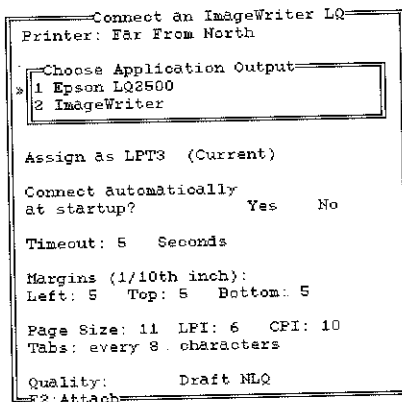 Connect an ImageWriter LQ
Printer: Far From North
Choose Application Output
» 1 Epson LQ2500
2 ImageWriter
Assign as LPT3 (Current)
Connect automatically
at startup? Yes No
Timeout: 5 Seconds
Margins (1/10th inch):
Left: 5 Top: 5 Bottom: 5
Page Size: 11 LPI: 6 CPI: 10
Tabs: every 8 characters
Quality: Draft NLQ
F2:Attach